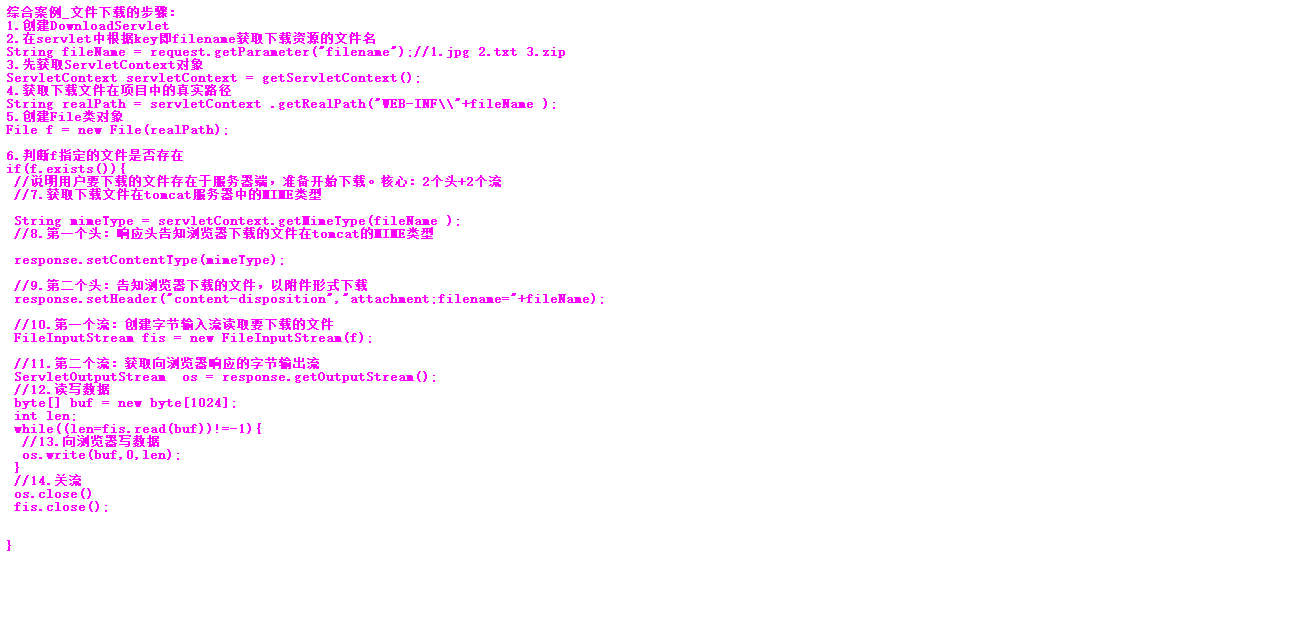 综合案例_文件下载的步骤：
1.创建DownloadServlet
2.在servlet中根据key即filename获取下载资源的文件名
String fileName = request.getParameter("filename");//1.jpg 2.txt 3.zip
3.先获取ServletContext对象
ServletContext servletContext = getServletContext();
4.获取下载文件在项目中的真实路径
String realPath = servletContext .getRealPath("WEB-INF\\"+fileName );
5.创建File类对象
File f = new File(realPath);
6.判断f指定的文件是否存在
if(f.exists()){
//说明用户要下载的文件存在于服务器端，准备开始下载。核心：2个头+2个流
//7.获取下载文件在tomcat服务器中的MIME类型
String mimeType = servletContext.getMimeType(fileName );
//8.第一个头：响应头告知浏览器下载的文件在tomcat的MIME类型
response.setContentType(mimeType);
//9.第二个头：告知浏览器下载的文件，以附件形式下载
response.setHeader("content-disposition","attachment;filename="+fileName);
//10.第一个流：创建字节输入流读取要下载的文件
FileInputStream fis = new FileInputStream(f);
//11.第二个流：获取向浏览器响应的字节输出流
ServletOutputStream  os = response.getOutputStream();
//12.读写数据
byte[] buf = new byte[1024];
int len;
while((len=fis.read(buf))!=-1){
//13.向浏览器写数据
os.write(buf,0,len);
}
//14.关流
os.close()
fis.close();
}